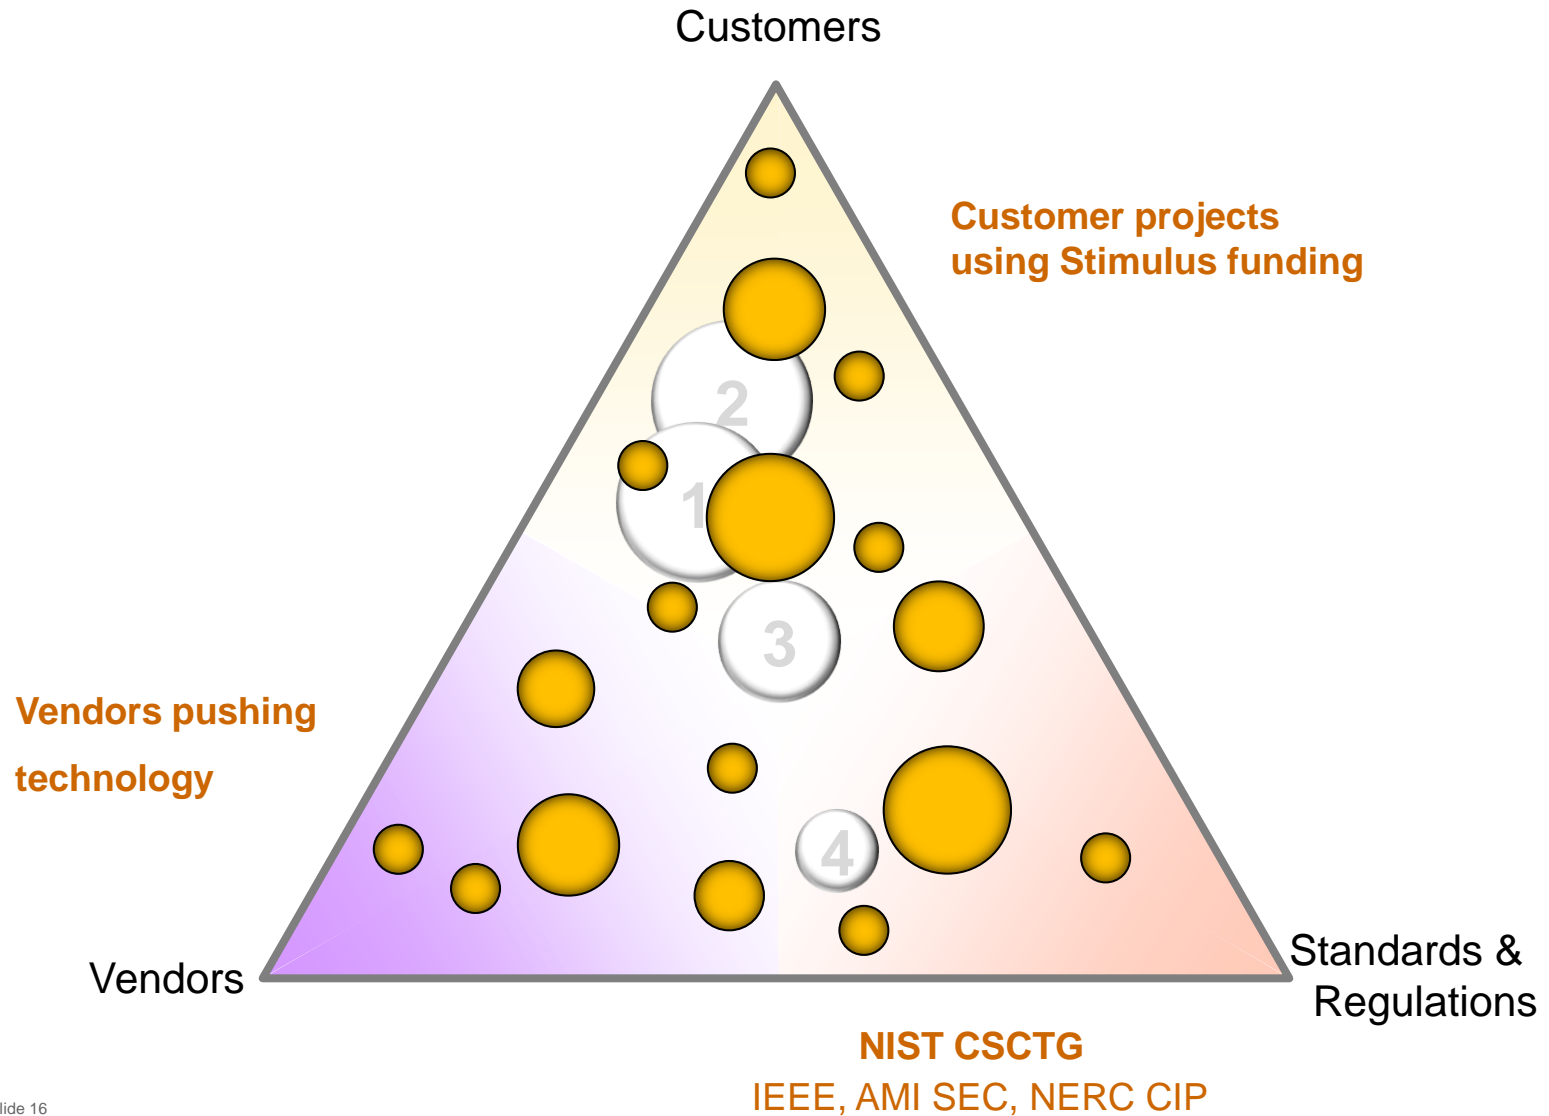 Customers
Customer projects
using Stimulus funding
2
1
3
Vendors pushing
technology
4
Vendors
Standards &
Regulations
NIST CSCTG
IEEE, AMI SEC, NERC CIP
lide 16